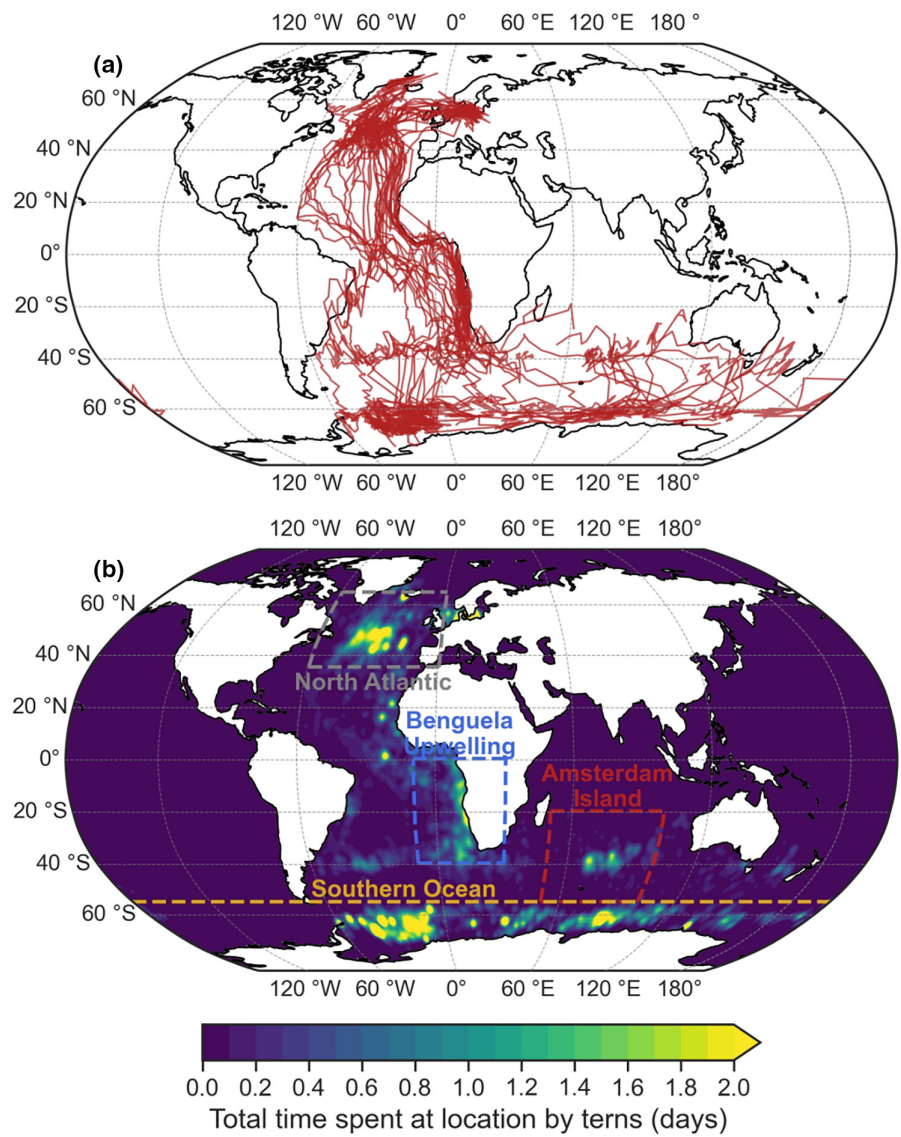 120 °W 60 °W 0° 60 °E 120 °E 180 °
(a)
60 °N
40 °N
20 °N
0°
20 °S
40 °S
60 °S
120 °W 60 °W 0° 60 °E 120 °E 180°
120 °W 60 °W 0° 60 °E 120 °E 180°
(b)
60 °N
40 °N
North Atlantic
20 °N
Benguela
Upwelling
0°
Amsterdam
Island
20 °S
40 °S
Southern Ocean
60 °S
120 °W 60 °W 0° 60 °E 120 °E 180°
0.0 0.2 0.4 0.6 0.8 1.0 1.2 1.4 1.6 1.8 2.0
Total time spent at location by terns (days)